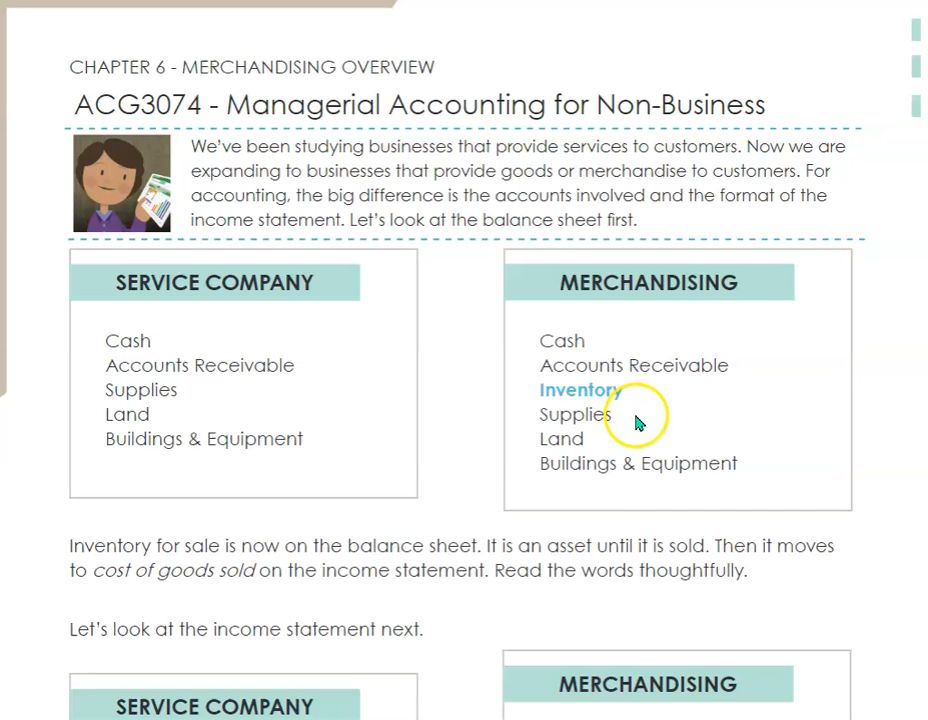 CHAPTER 6 - MERCHANDISING OVERVIEW
ACG3074 - Managerial Accounting for Non-Business
We've been studying businesses that provide services to customers. Now we are
expanding to businesses that provide goods or merchandise to customers. For
accounting, the big difference is the accounts involved and the format of the
income statement. Let's look at the balance sheet first.
SERVICE COMPANY
Cash
Accounts Receivable
Supplies
Land
Buildings & Equipment
MERCHANDISING
Cash
Accounts Receivable
Inventory
Supplies
Land
Buildings & Equipment
Inventory for sale is now on the balance sheet. It is an asset until it is sold. Then it moves
to cost of goods sold on the income statement. Read the words thoughtfully.
Let's look at the income statement next.
SERVICE COMPANY
MERCHANDISING